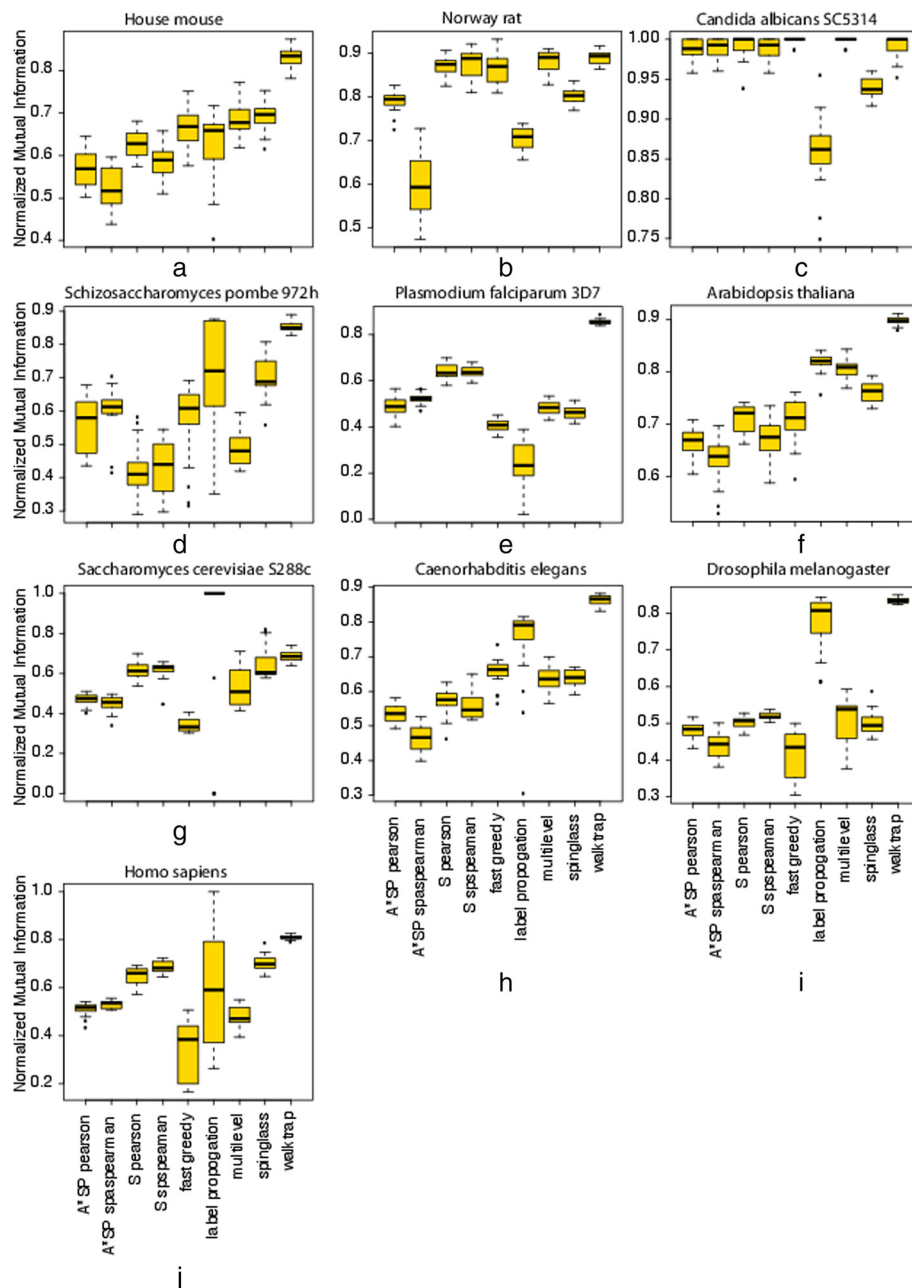 House mouse
Norway rat
Candida albicans SC5314
Normalized Mutual Information
0.8
0.7
0.6
0.5
0.4
0.9
0.8
0.7
0.6
0.5
1.00
0.95
0.90
0.85
0.80
0.75
a
b
c
Schizosaccharomyces pombe 972h
Plasmodium falciparum 3D7
Arabidopsis thaliana
Normalized Mutual Information
0.9
0.8
0.7
0.6
0.5
0.4
0.3
0.8
0.6
0.4
0.2
0.0
0.9
0.8
0.7
0.6
d
e
f
Saccharomyces cerevisiae S288c
Caenorhabditis elegans
Drosophila melanogaster
Normalized Mutual Information
1.0
0.8
0.6
0.4
0.2
0.0
0.9
0.8
0.7
0.6
0.5
0.4
0.3
0.8
0.7
0.6
0.5
0.4
0.3
g
A*SP pearson
A*SP spaspearman
S pearson
S spspeaman
fast greedy
label propogation
multilevel
spinglass
walktrap
A*SP pearson
A*SP spaspearman
S pearson
S spspeaman
fast greedy
label propogation
multilevel
spinglass
walktrap
h
i
Homo sapiens
Normalized Mutual Information
1.0
0.8
0.6
0.4
0.2
A*SP pearson
A*SP spaspearman
S pearson
S spspeaman
fast greedy
label propogation
multilevel
spinglass
walktrap
j